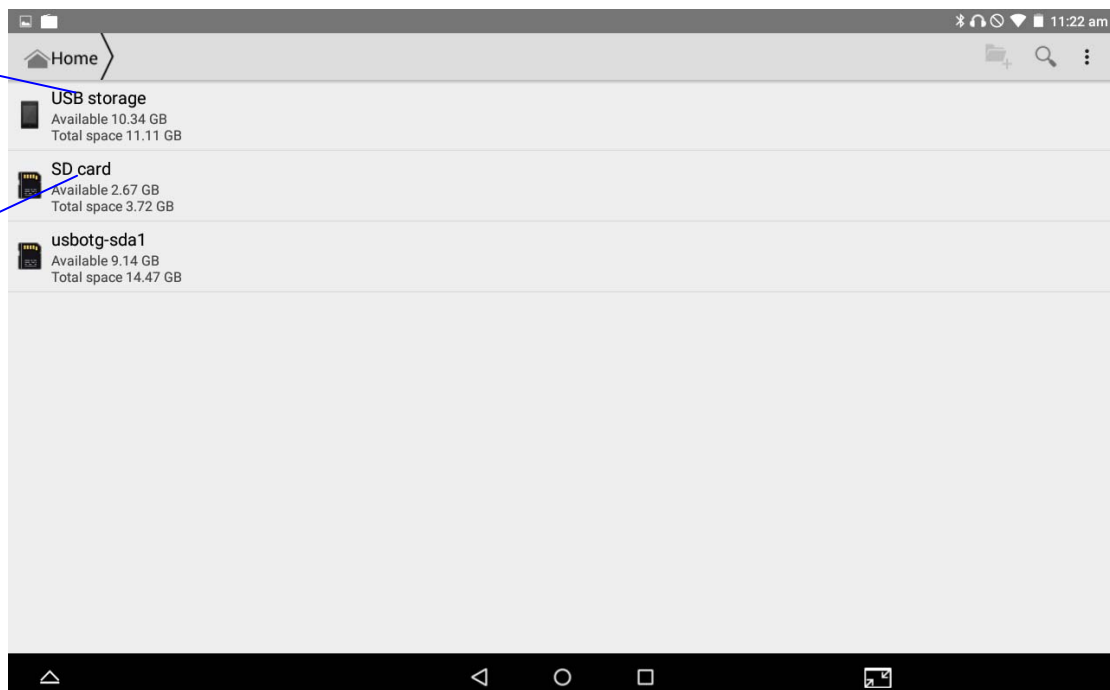 11:22 am
Home
USB storage
Available 10.34 GB
Total space 11.11 GB
SD card
Available 2.67 GB
Total space 3.72 GB
usbotg-sda1
Available 9.14 GB
Total space 14.47 GB